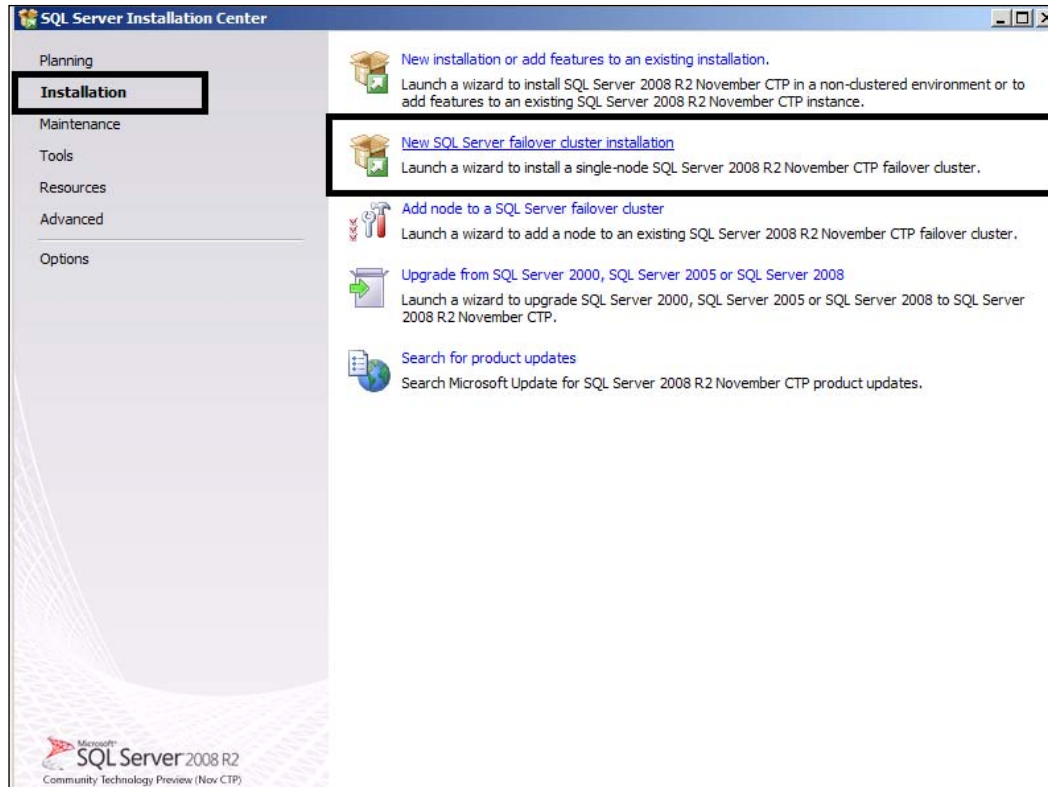 SQL Server Installation Center
Planning
Installation
Maintenance
Tools
Resources
Advanced
Options
New installation or add features to an existing installation.
Launch a wizard to install SQL Server 2008 R2 November CTP in a non-clustered environment or to
add features to an existing SQL Server 2008 R2 November CTP instance.
New SQL Server failover cluster installation
Launch a wizard to install a single-node SQL Server 2008 R2 November CTP failover cluster.
Add node to a SQL Server failover cluster
Launch a wizard to add a node to an existing SQL Server 2008 R2 November CTP failover cluster.
Upgrade from SQL Server 2000, SQL Server 2005 or SQL Server 2008
Launch a wizard to upgrade SQL Server 2000, SQL Server 2005 or SQL Server 2008 to SQL Server
2008 R2 November CTP.
Search for product updates
Search Microsoft Update for SQL Server 2008 R2 November CTP product updates.
Microsoft
SQL Server 2008 R2
Community Technology Preview (Nov CTP)